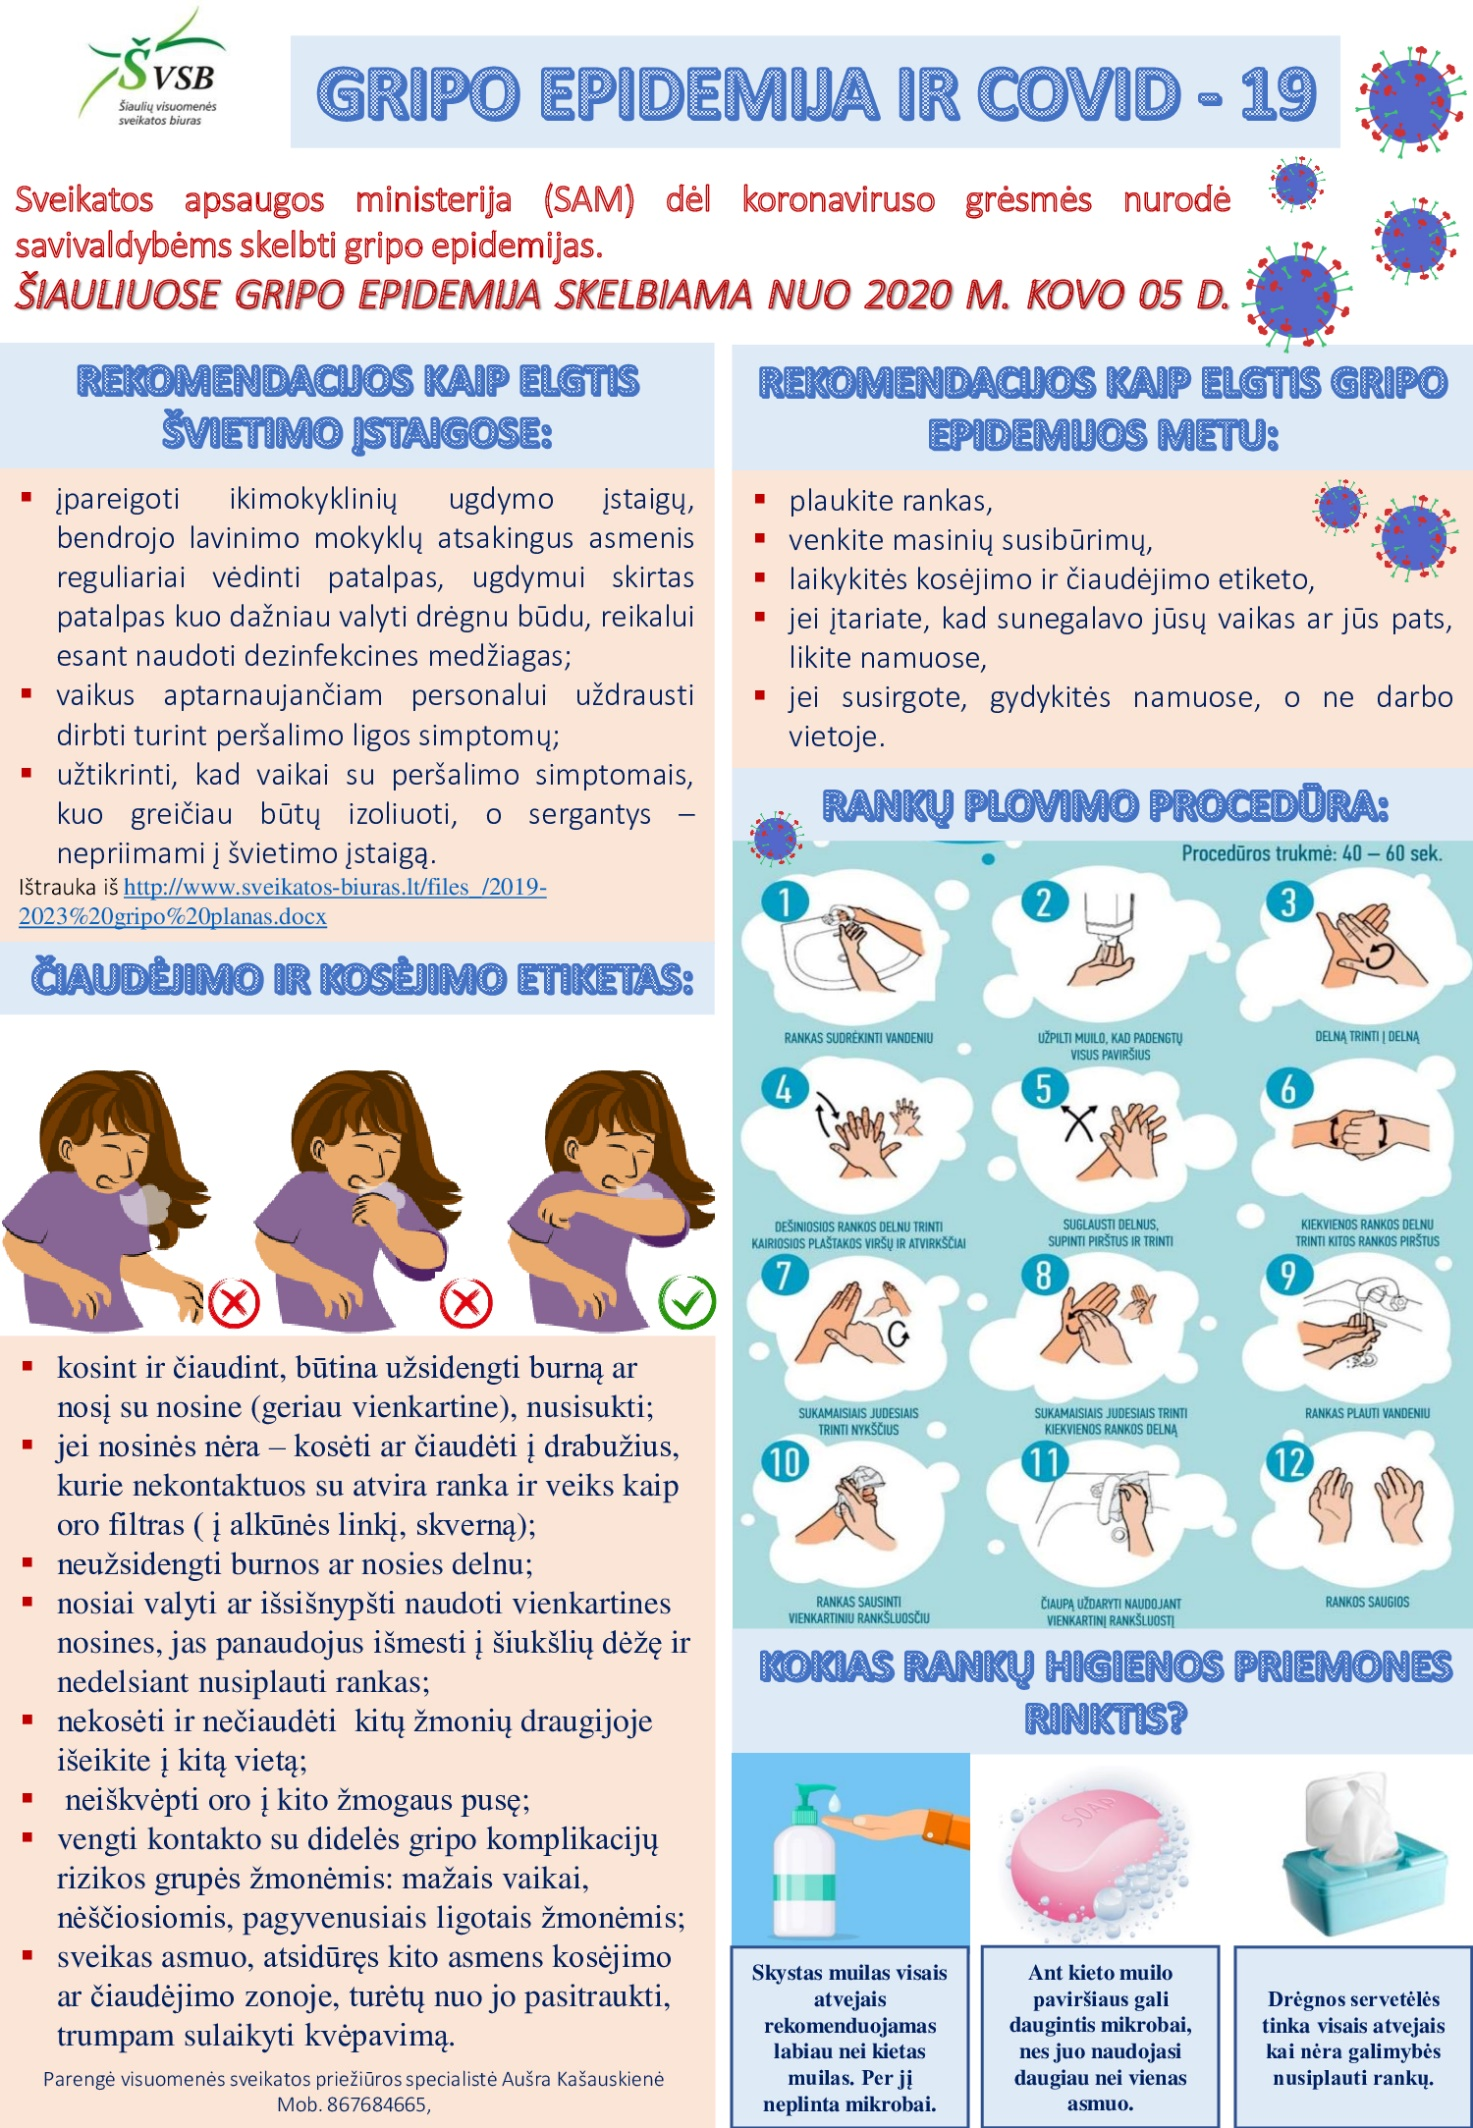 ŠVSB
Šiaulių visuomenės
sveikatos biuras
GRIPO EPIDEMIJA IR COVID - 19
Sveikatos apsaugos ministerija (SAM) dėl koronaviruso grėsmės nurodė
savivaldybėms skelbti gripo epidemijas.
ŠIAULIUOSE GRIPO EPIDEMIJA SKELBIAMA NUO 2020 M. KOVO 05 D.
REKOMENDACIJOS KAIP ELGTIS
ŠVIETIMO ĮSTAIGOSE:
▪ įpareigoti ikimokyklinių ugdymo įstaigų,
bendrojo lavinimo mokyklų atsakingus asmenis
reguliariai vėdinti patalpas, ugdymui skirtas
patalpas kuo dažniau valyti drėgnu būdu, reikalui
esant naudoti dezinfekcines medžiagas;
▪ vaikus aptarnaujančiam personalui uždrausti
dirbti turint peršalimo ligos simptomų;
▪ užtikrinti, kad vaikai su peršalimo simptomais,
kuo greičiau būtų izoliuoti, o sergantys –
nepriimami į švietimo įstaigą.
Ištrauka iš http://www.sveikatos-biuras.lt/files_/2019-
2023%20gripo%20planas.docx
ČIAUDĖJIMO IR KOSĖJIMO ETIKETAS:
▪ kosint ir čiaudint, būtina užsidengti burną ar
nosį su nosine (geriau vienkartine), nusisukti;
▪ jei nosinės nėra – kosėti ar čiaudėti į drabužius,
kurie nekontaktuos su atvira ranka ir veiks kaip
oro filtras ( į alkūnės linkį, skverną);
▪ neužsidengti burnos ar nosies delnu;
▪ nosiai valyti ar išsišnypšti naudoti vienkartines
nosines, jas panaudojus išmesti į šiukšlių dėžę ir
nedelsiant nusiplauti rankas;
▪ nekosėti ir nečiaudėti kitų žmonių draugijoje
išeikite į kitą vietą;
▪ neiškvėpti oro į kito žmogaus pusę;
▪ vengti kontakto su didelės gripo komplikacijų
rizikos grupės žmonėmis: mažais vaikai,
nėščiosiomis, pagyvenusiais ligotais žmonėmis;
▪ sveikas asmuo, atsidūręs kito asmens kosėjimo
ar čiaudėjimo zonoje, turėtų nuo jo pasitraukti,
trumpam sulaikyti kvėpavimą.
Parengė visuomenės sveikatos priežiūros specialistė Aušra Kašauskienė
Mob. 867684665,
REKOMENDACIJOS KAIP ELGTIS GRIPO
EPIDEMIJOS METU:
▪ plaukite rankas,
▪ venkite masinių susibūrimų,
▪ laikykitės kosėjimo ir čiaudėjimo etiketo,
▪ jei įtariate, kad sunegalavo jūsų vaikas ar jūs pats,
likite namuose,
▪ jei susirgote, gydykitės namuose, o ne darbo
vietoje.
RANKŲ PLOVIMO PROCEDŪRA:
Procedūros trukmė: 40 – 60 sek.
1
RANKAS SUDRĖKINTI VANDENIU
2
UŽPILTI MUILO, KAD PADENGTŲ
VISUS PAVIRŠIUS
3
DELNĄ TRINTI Į DELNĄ
4
DEŠINIOSIOS RANKOS DELNU TRINTI
KAIRIOSIOS PLAŠTAKOS VIRŠŲ IR ATVIRKŠČIAI
5
SUGLAUSTI DELNUS,
SUPINTI PIRŠTUS IR TRINTI
6
KIEKVIENOS RANKOS DELNU
TRINTI KITOS RANKOS PIRŠTUS
7
SUKAMAISIAIS JUDESIAIS
TRINTI NYKŠČIUS
8
SUKAMAISIAIS JUDESIAIS TRINTI
KIEKVIENOS RANKOS DELNĄ
9
RANKAS PLAUTI VANDENIU
10
RANKAS SAUSINTI
VIENKARTINIU RANKŠLUOSČIU
11
ČIAUPĄ UŽDARYTI NAUDOJANT
VIENKARTINĮ RANKŠLUOSTĮ
12
RANKOS SAUGIOS
KOKIAS RANKŲ HIGIENOS PRIEMONES
RINKTIS?
SOAP
Skystas muilas visais
atvejais
rekomenduojamas
labiau nei kietas
muilas. Per jį
neplinta mikrobai.
Ant kieto muilo
paviršiaus gali
daugintis mikrobai,
nes juo naudojasi
daugiau nei vienas
asmuo.
Drėgnos servetėlės
tinka visais atvejais
kai nėra galimybės
nusiplauti rankų.